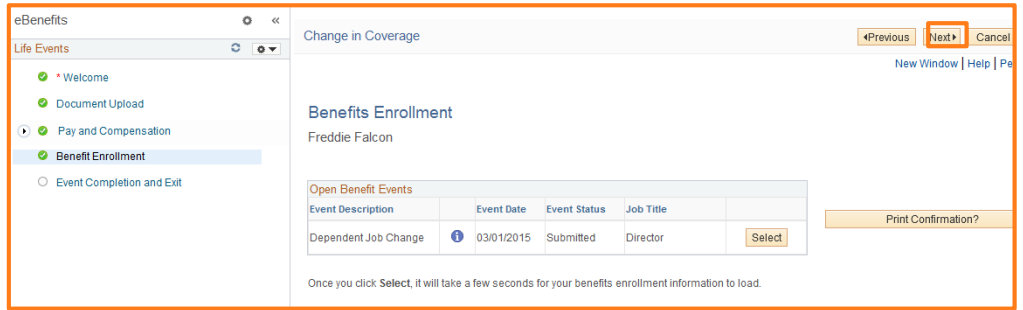 eBenefits
Life Events
* Welcome
Document Upload
Pay and Compensation
Benefit Enrollment
Event Completion and Exit
Change in Coverage
Previous Next Cancel
New Window | Help | Pe
Benefits Enrollment
Freddie Falcon
Open Benefit Events
Event Description Event Date Event Status Job Title
Dependent Job Change 03/01/2015 Submitted Director Select
Print Confirmation?
Once you click Select, it will take a few seconds for your benefits enrollment information to load.